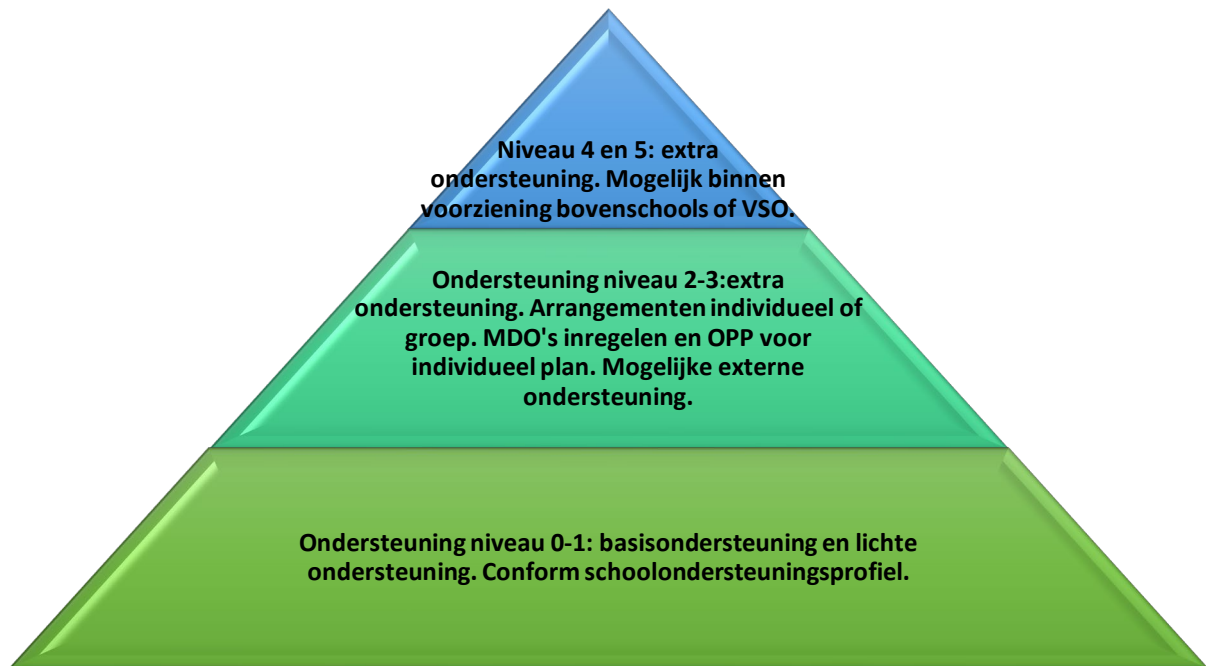 Niveau 4 en 5: extra
ondersteuning. Mogelijk binnen
voorziening bovenschools of VSO.
Ondersteuning niveau 2-3:extra
ondersteuning. Arrangementen individueel of
groep. MDO's inregelen en OPP voor
individueel plan. Mogelijke externe
ondersteuning.
Ondersteuning niveau 0-1: basisondersteuning en lichte
ondersteuning. Conform schoolondersteuningsprofiel.